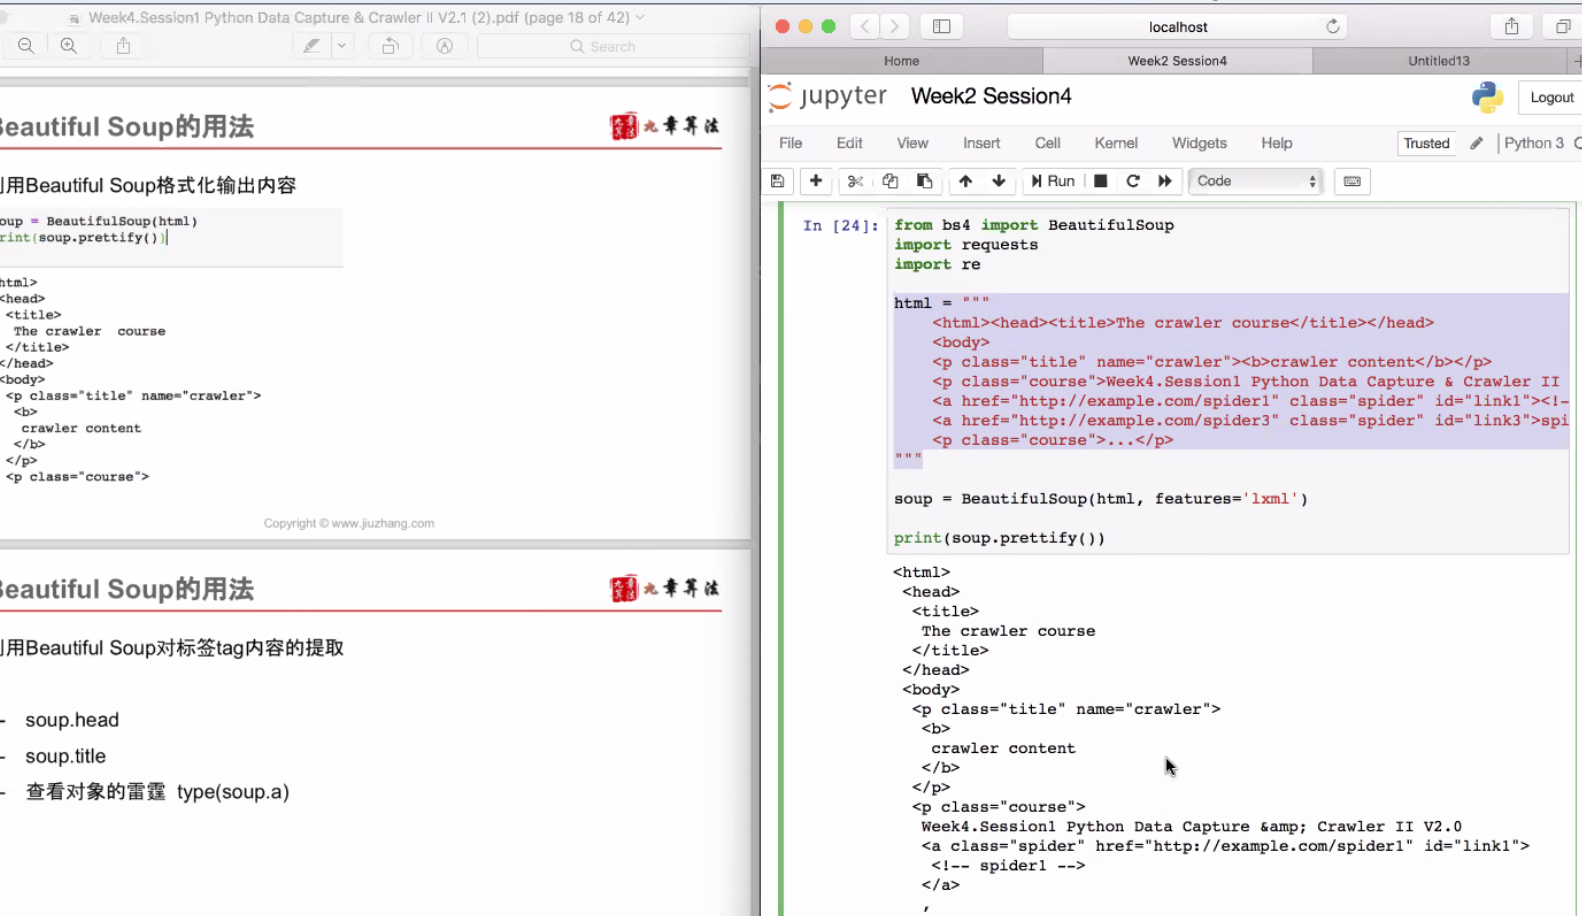 Week4.Session1 Python Data Capture & Crawler II V2.1 (2).pdf (page 18 of 42)
Search
Beautiful Soup的用法
九章算法
用Beautiful Soup格式化输出内容
soup = BeautifulSoup(html)
print(soup.prettify())
html>
<head>
<title>
The crawler  course
</title>
</head>
<body>
<p class="title" name="crawler">
<b>
crawler content
</b>
</p>
<p class="course">
Copyright © www.jiuzhang.com
Beautiful Soup的用法
九章算法
用Beautiful Soup对标签tag内容的提取
- soup.head
- soup.title
- 查看对象的雷霆 type(soup.a)
localhost
Home
Week2 Session4
Untitled13
jupyter Week2 Session4
Logout
File Edit View Insert Cell Kernel Widgets Help
Trusted
Python 3
Run
Code
In [24]:
from bs4 import BeautifulSoup
import requests
import re
html = """
<html><head><title>The crawler course</title></head>
<body>
<p class="title" name="crawler"><b>crawler content</b></p>
<p class="course">Week4.Session1 Python Data Capture & Crawler II
<a href="http://example.com/spider1" class="spider" id="link1"><!-
<a href="http://example.com/spider3" class="spider" id="link3">spi
<p class="course">...</p>
"""
soup = BeautifulSoup(html, features='lxml')
print(soup.prettify())
<html>
<head>
<title>
The crawler course
</title>
</head>
<body>
<p class="title" name="crawler">
<b>
crawler content
</b>
</p>
<p class="course">
Week4.Session1 Python Data Capture &amp; Crawler II V2.0
<a class="spider" href="http://example.com/spider1" id="link1">
<!-- spider1 -->
</a>
,